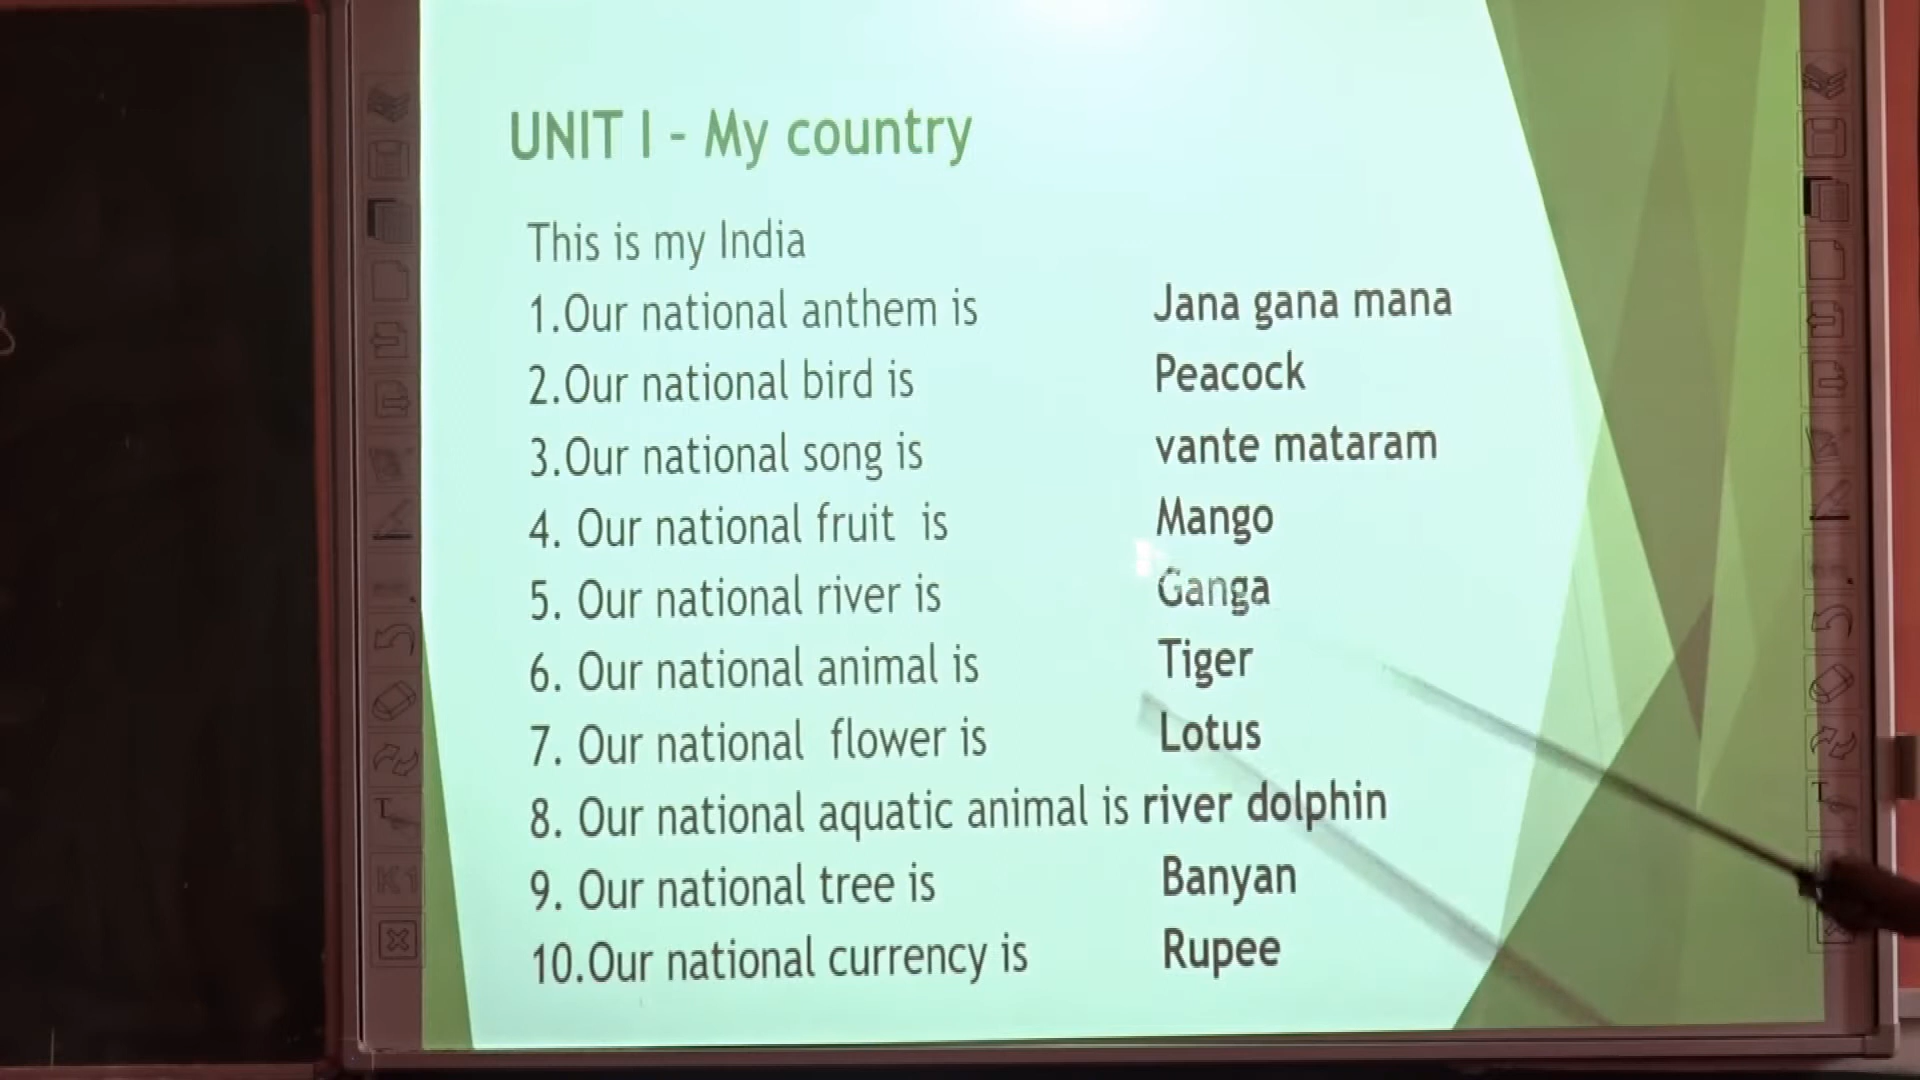 UNIT I - My country
This is my India
1.Our national anthem is Jana gana mana
2.Our national bird is Peacock
3.Our national song is vante mataram
4. Our national fruit is Mango
5. Our national river is Ganga
6. Our national animal is Tiger
7. Our national flower is Lotus
8. Our national aquatic animal is river dolphin
9. Our national tree is Banyan
10.Our national currency is Rupee
K1
T
T